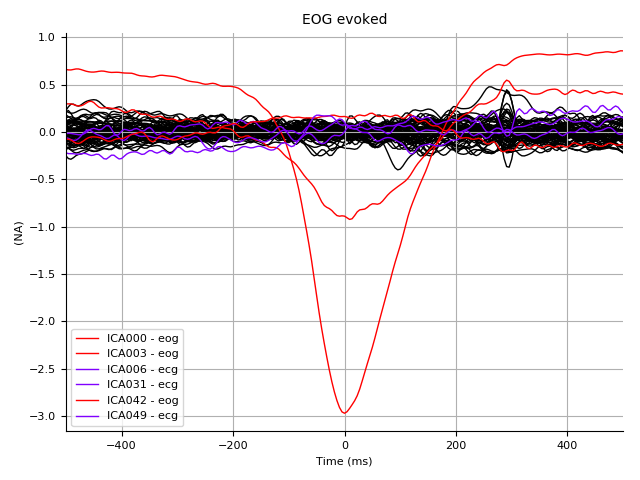 EOG evoked
1.0
0.5
0.0
−0.5
−1.0
−1.5
−2.0
−2.5
−3.0
(NA)
ICA000 - eog
ICA003 - eog
ICA006 - ecg
ICA031 - ecg
ICA042 - eog
ICA049 - ecg
−400
−200
0
200
400
Time (ms)